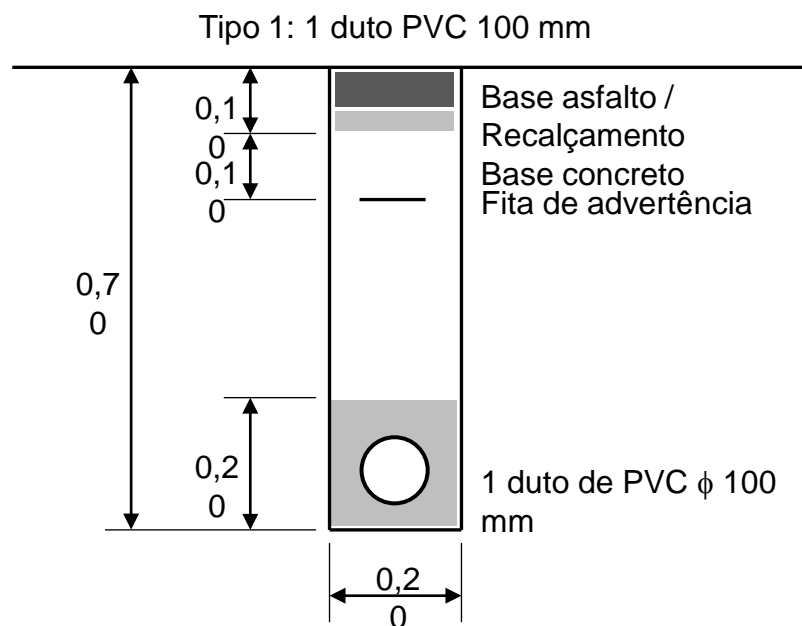 Tipo 1: 1 duto PVC 100 mm
0,1
0
Base asfalto /
Recalçamento
0,1
0
Base concreto
Fita de advertência
0,7
0
0,2
0
1 duto de PVC ϕ 100
mm
0,2
0